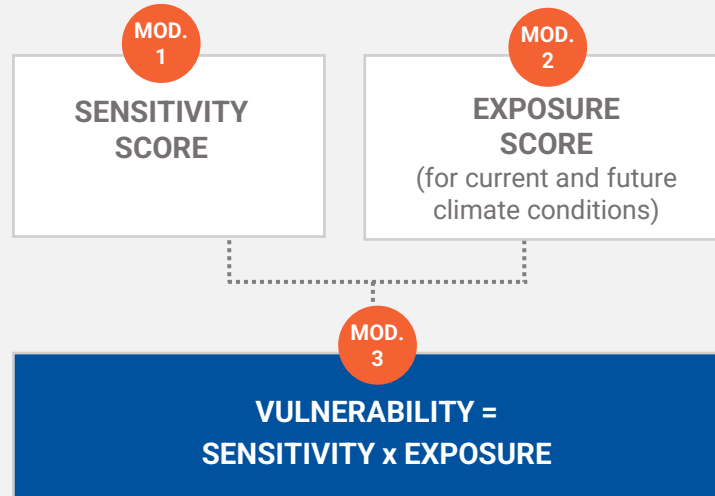 MOD.
1
SENSITIVITY
SCORE
MOD.
2
EXPOSURE
SCORE
(for current and future
climate conditions)
MOD.
3
VULNERABILITY =
SENSITIVITY x EXPOSURE